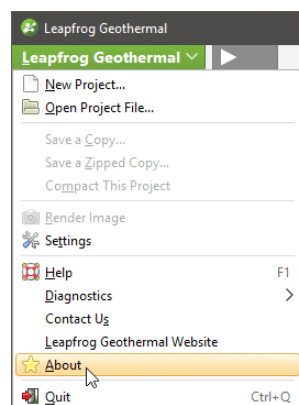 Leapfrog Geothermal
Leapfrog Geothermal
New Project...
Open Project File...
Save a Copy...
Save a Zipped Copy...
Compact This Project
Render Image
Settings
Help F1
Diagnostics
Contact Us
Leapfrog Geothermal Website
About
Quit Ctrl+Q